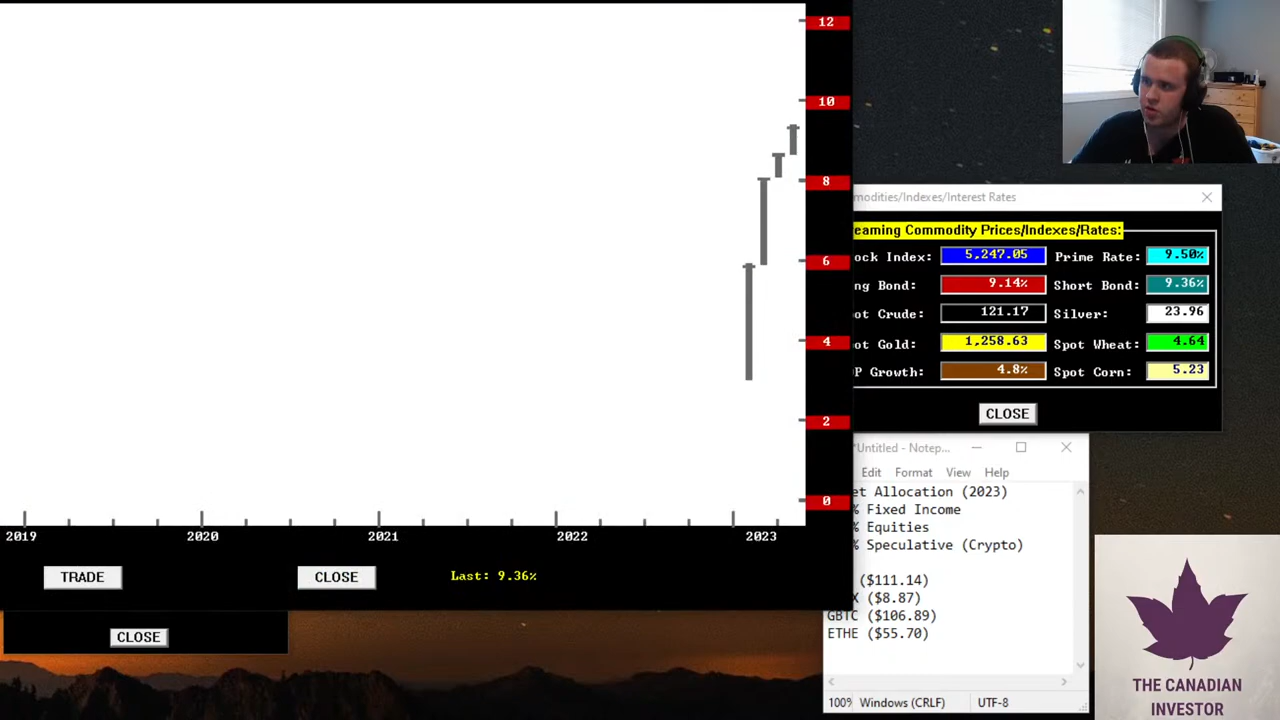 12
10
8
6
4
2
0
2019 2020 2021 2022 2023
TRADE CLOSE Last: 9.36%
CLOSE
modities/Indexes/Interest Rates
eaming Commodity Prices/Indexes/Rates:
ock Index: 5,247.05 Prime Rate: 9.50%
ng Bond: 9.14% Short Bond: 9.36%
ot Crude: 121.17 Silver: 23.96
ot Gold: 1,258.63 Spot Wheat: 4.64
P Growth: 4.8% Spot Corn: 5.23
CLOSE
*Untitled - Notep...
Edit Format View Help
et Allocation (2023)
% Fixed Income
% Equities
% Speculative (Crypto)
($111.14)
X ($8.87)
GBTC ($106.89)
ETHE ($55.70)
100% Windows (CRLF) UTF-8
THE CANADIAN
INVESTOR